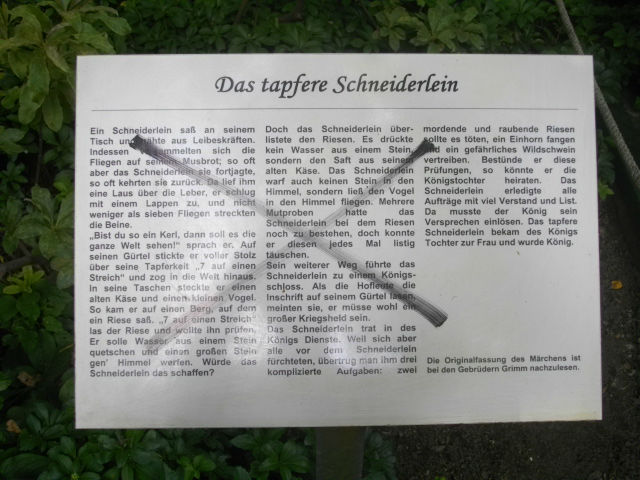 Das tapfere Schneiderlein
Ein Schneiderlein saß an seinem
Tisch und nähte aus Leibeskräften.
Indessen versammelten sich die
Fliegen auf seinem Musbrot; so oft
aber das Schneiderlein sie fortjagte,
so oft kehrten sie zurück. Da lief ihm
eine Laus über die Leber, er schlug
mit einem Lappen zu, und nicht
weniger als sieben Fliegen streckten
die Beine.
„Bist du so ein Kerl, dann soll es die
ganze Welt sehen!" sprach er. Auf
seinen Gürtel stickte er voller Stolz
über seine Tapferkeit „7 auf einen
Streich" und zog in die Welt hinaus.
In seine Taschen steckte er einen
alten Käse und einen kleinen Vogel.
So kam er auf einen Berg, auf dem
ein Riese saß. „7 auf einen Streich"
las der Riese und wollte ihn prüfen.
Er solle Wasser aus einem Stein
quetschen und einen großen Stein
gen' Himmel werfen. Würde das
Schneiderlein das schaffen?
Doch das Schneiderlein über-
listete den Riesen. Es drückte
kein Wasser aus einem Stein,
sondern den Saft aus seinem
alten Käse. Das Schneiderlein
warf auch keinen Stein in den
Himmel, sondern ließ den Vogel
in den Himmel fliegen. Mehrere
Mutproben hatte das
Schneiderlein bei dem Riesen
noch zu bestehen, doch konnte
er diesen jedes Mal listig
täuschen.
Sein weiterer Weg führte das
Schneiderlein zu einem Königs-
schloss. Als die Hofleute die
Inschrift auf seinem Gürtel lasen,
meinten sie, er müsse wohl ein
großer Kriegsheld sein.
Das Schneiderlein trat in des
Königs Dienste. Weil sich aber
alle vor dem Schneiderlein
fürchteten, übertrug man ihm drei
komplizierte Aufgaben: zwei
mordende und raubende Riesen
sollte es töten, ein Einhorn fangen
und ein gefährliches Wildschwein
vertreiben. Bestünde er diese
Prüfungen, so könnte er die
Königstochter heiraten. Das
Schneiderlein erledigte alle
Aufträge mit viel Verstand und List.
Da musste der König sein
Versprechen einlösen. Das tapfere
Schneiderlein bekam des Königs
Tochter zur Frau und wurde König.
Die Originalfassung des Märchens ist
bei den Gebrüdern Grimm nachzulesen.